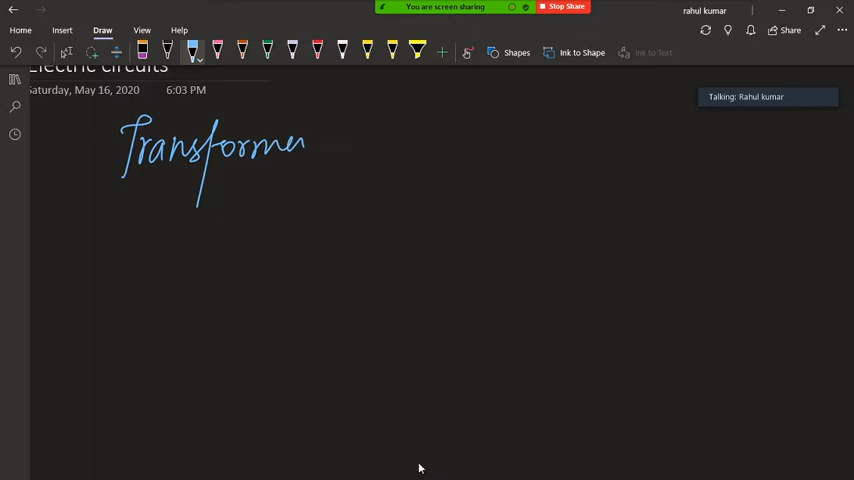 You are screen sharing
Stop Share
rahul kumar
Home Insert Draw View Help
Share
Shapes
Ink to Shape
Ink to Text
Electric circuits
Saturday, May 16, 2020 6:03 PM
Talking: Rahul kumar
Transformer